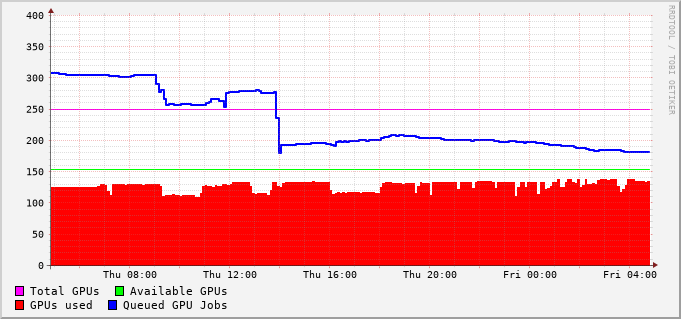 400
350
300
250
200
150
100
50
0
Thu 08:00 Thu 12:00 Thu 16:00 Thu 20:00 Fri 00:00 Fri 04:00
Total GPUs Available GPUs
GPUs used Queued GPU Jobs
RRDTOOL / TOBI OETIKER